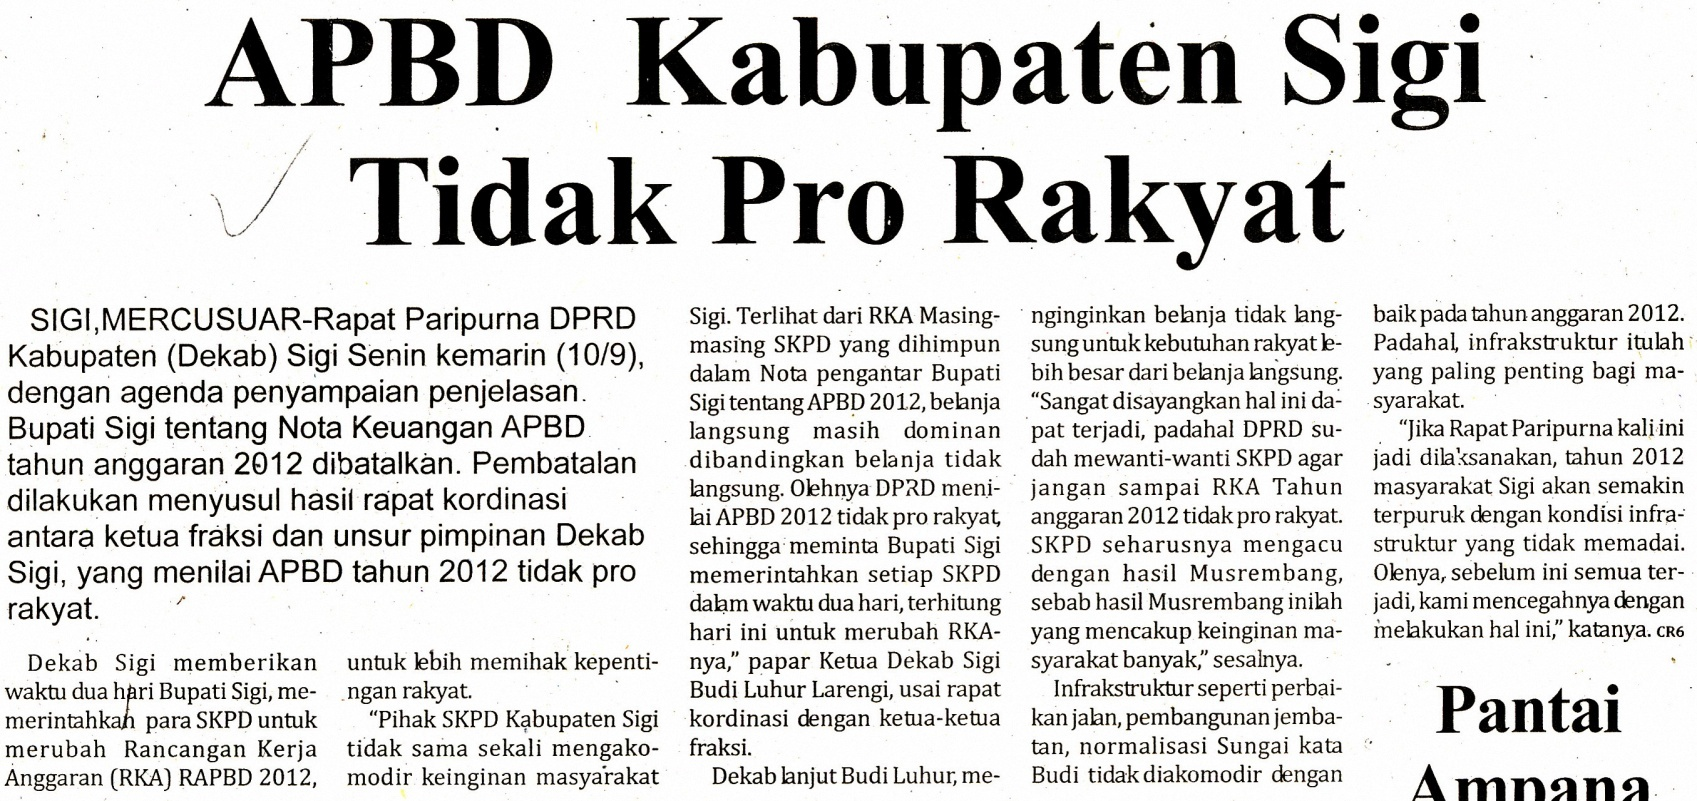 APBD Kabupaten Sigi
Tidak Pro Rakyat
SIGI,MERCUSUAR-Rapat Paripurna DPRD
Kabupaten (Dekab) Sigi Senin kemarin (10/9),
dengan agenda penyampaian penjelasan.
Bupati Sigi tentang Nota Keuangan APBD
tahun anggaran 2012 dibatalkan. Pembatalan
dilakukan menyusul hasil rapat kordinasi
antara ketua fraksi dan unsur pimpinan Dekab
Sigi, yang menilai APBD tahun 2012 tidak pro
rakyat.
Dekab Sigi memberikan
waktu dua hari Bupati Sigi, me-
merintahkah para SKPD untuk
merubah Rancangan Kerja
Anggaran (RKA) RAPBD 2012,
untuk lebih memihak kepenti-
ngan rakyat.
“Pihak SKPD Kabupaten Sigi
tidak sama sekali mengako-
modir keinginan masyarakat
Sigi. Terlihat dari RKA Masing-
masing SKPD yang dihimpun
dalam Nota pengantar Bupati
Sigi tentang APBD 2012, belanja
langsung masih dominan
dibandingkan belanja tidak
langsung. Olehnya DPRD meni-
lai APBD 2012 tidak pro rakyat,
sehingga meminta Bupati Sigi
memerintahkan setiap SKPD
dalam waktu dua hari, terhitung
hari ini untuk merubah RKA-
nya,” papar Ketua Dekab Sigi
Budi Luhur Larengi, usai rapat
kordinasi dengan ketua-ketua
fraksi.
Dekab lanjut Budi Luhur, me-
nginginkan belanja tidak lang-
sung untuk kebutuhan rakyat le-
bih besar dari belanja langsung.
“Sangat disayangkan hal ini da-
pat terjadi, padahal DPRD su-
dah mewanti-wanti SKPD agar
jangan sampai RKA Tahun
anggaran 2012 tidak pro rakyat.
SKPD seharusnya mengacu
dengan hasil Musrembang,
sebab hasil Musrembang inilah
yang mencakup keinginan ma-
syarakat banyak,” sesalnya.
Infrakstruktur seperti perbai-
kan jalan, pembangunan jemba-
tan, normalisasi Sungai kata
Budi tidak diakomodir dengan
baik pada tahun anggaran 2012.
Padahal, infrakstruktur itulah
yang paling penting bagi ma-
syarakat.
“Jika Rapat Paripurna kali ini
jadi dilaksanakan, tahun 2012
masyarakat Sigi akan semakin
terpuruk dengan kondisi infra-
struktur yang tidak memadai.
Olenya, sebelum ini semua ter-
jadi, kami mencegahnya dengan
melakukan hal ini,” katanya. CR6
Pantai
Ampana